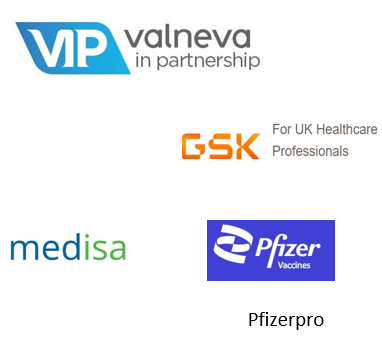 VIP valneva
in partnership
GSK For UK Healthcare
Professionals
medisa
Pfizer
Vaccines
Pfizerpro